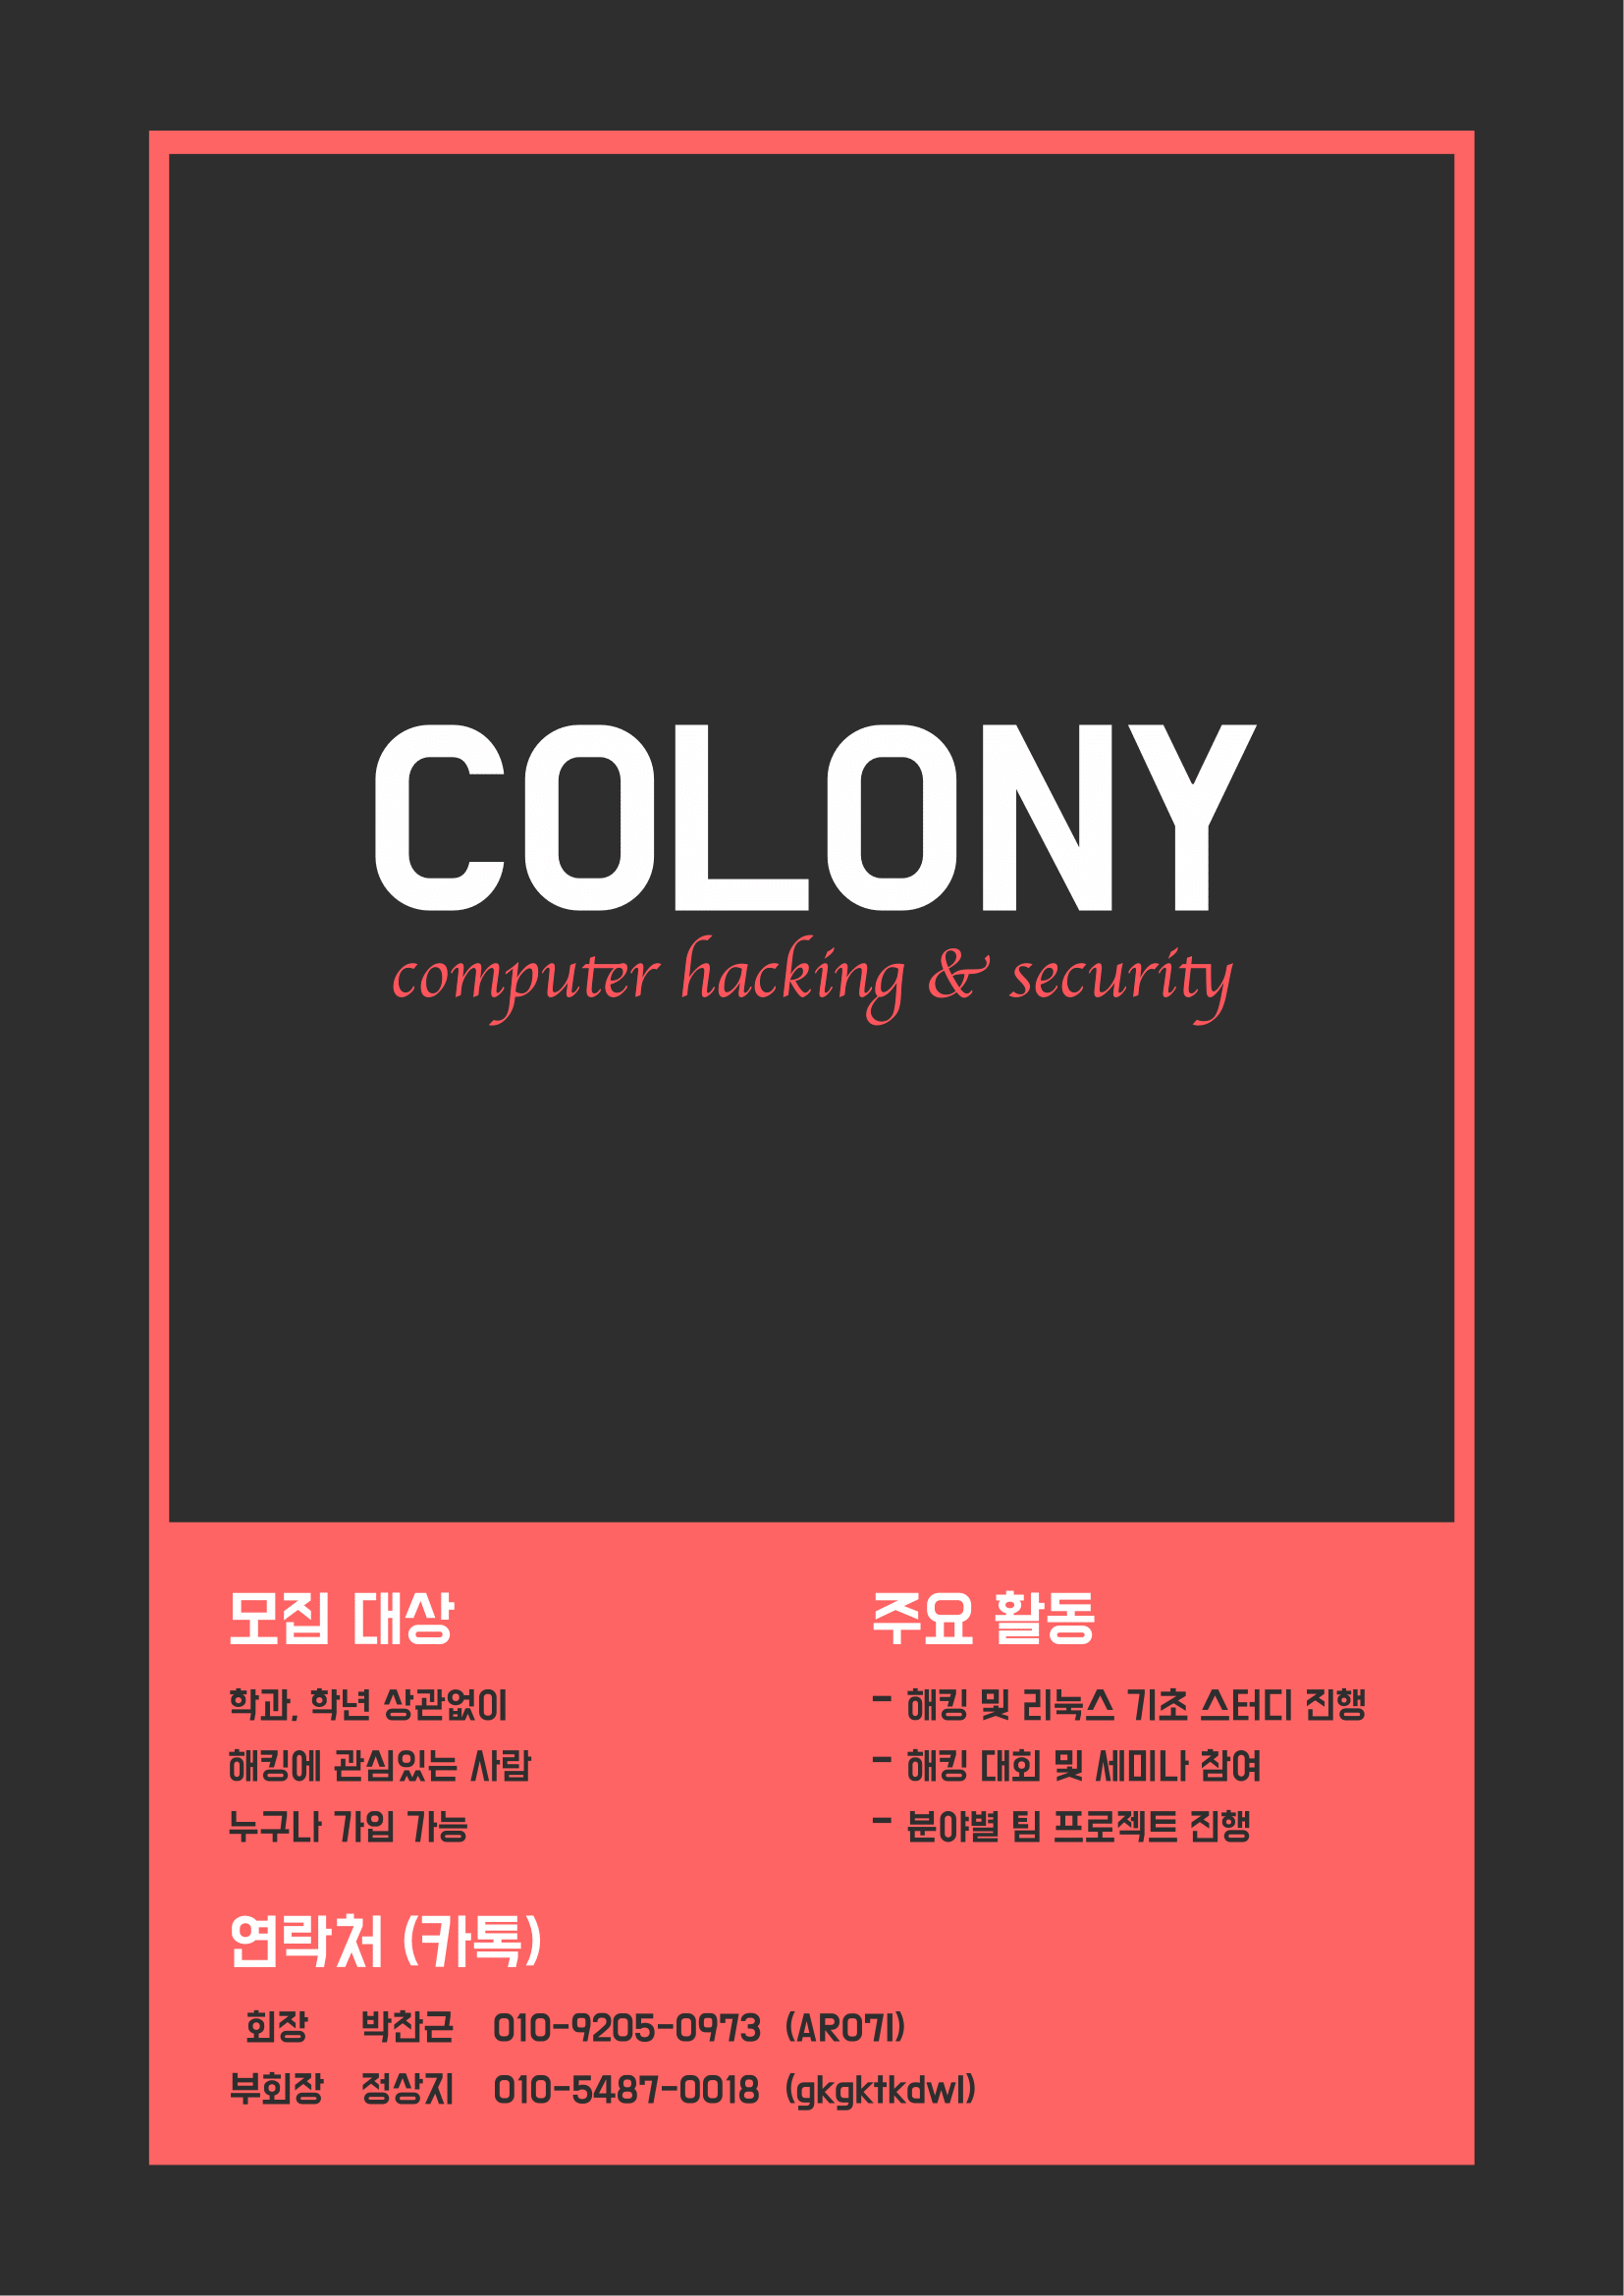 COLONY
computer hacking & security
모집 대상
학과, 학년 상관없이
해킹에 관심있는 사람
누구나 가입 가능
주요 활동
- 해킹 및 리눅스 기초 스터디 진행
- 해킹 대회 및 세미나 참여
- 분야별 팀 프로젝트 진행
연락처 (카톡)
회장 박찬근 010-9205-0973 (ARO7I)
부회장 정상지 010-5487-0018 (gkgktkdwl)